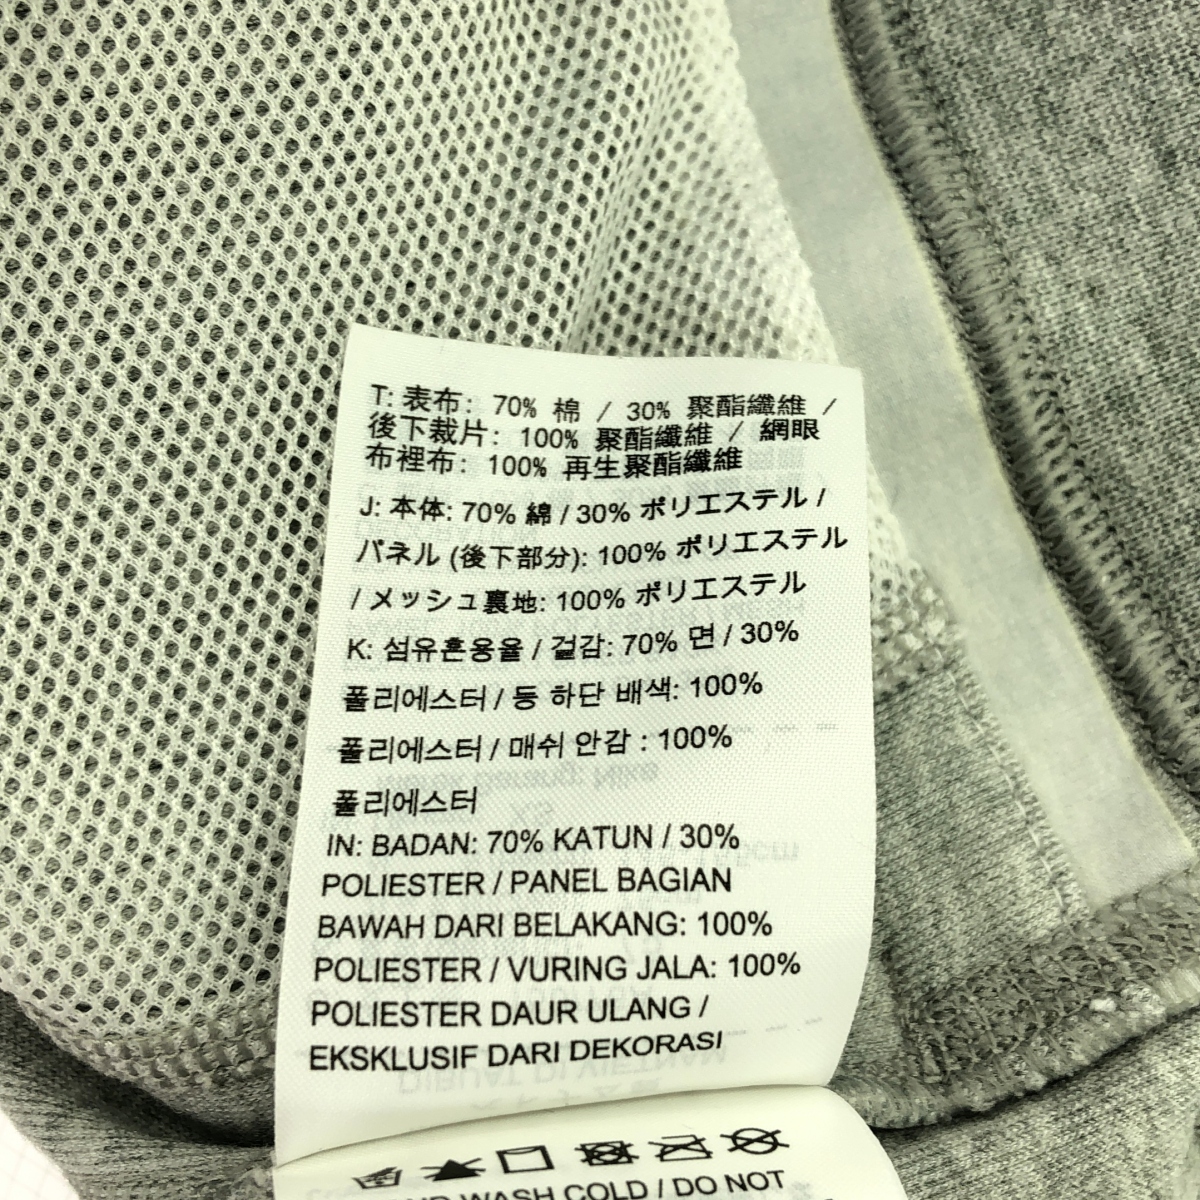 T: 表布: 70% 棉 / 30% 聚酯纖維 /
後下裁片: 100% 聚酯纖維 / 網眼
布裡布: 100% 再生聚酯纖維
J: 本体: 70% 綿 / 30% ポリエステル /
パネル (後下部分): 100% ポリエステル
/ メッシュ裏地: 100% ポリエステル
K: 섬유혼용율 / 겉감: 70% 면 / 30%
폴리에스터 / 등 하단 배색: 100%
폴리에스터 / 매쉬 안감 : 100%
폴리에스터
IN: BADAN: 70% KATUN / 30%
POLIESTER / PANEL BAGIAN
BAWAH DARI BELAKANG: 100%
POLIESTER / VURING JALA: 100%
POLIESTER DAUR ULANG /
EKSKLUSIF DARI DEKORASI
WASH COLD / DO NOT